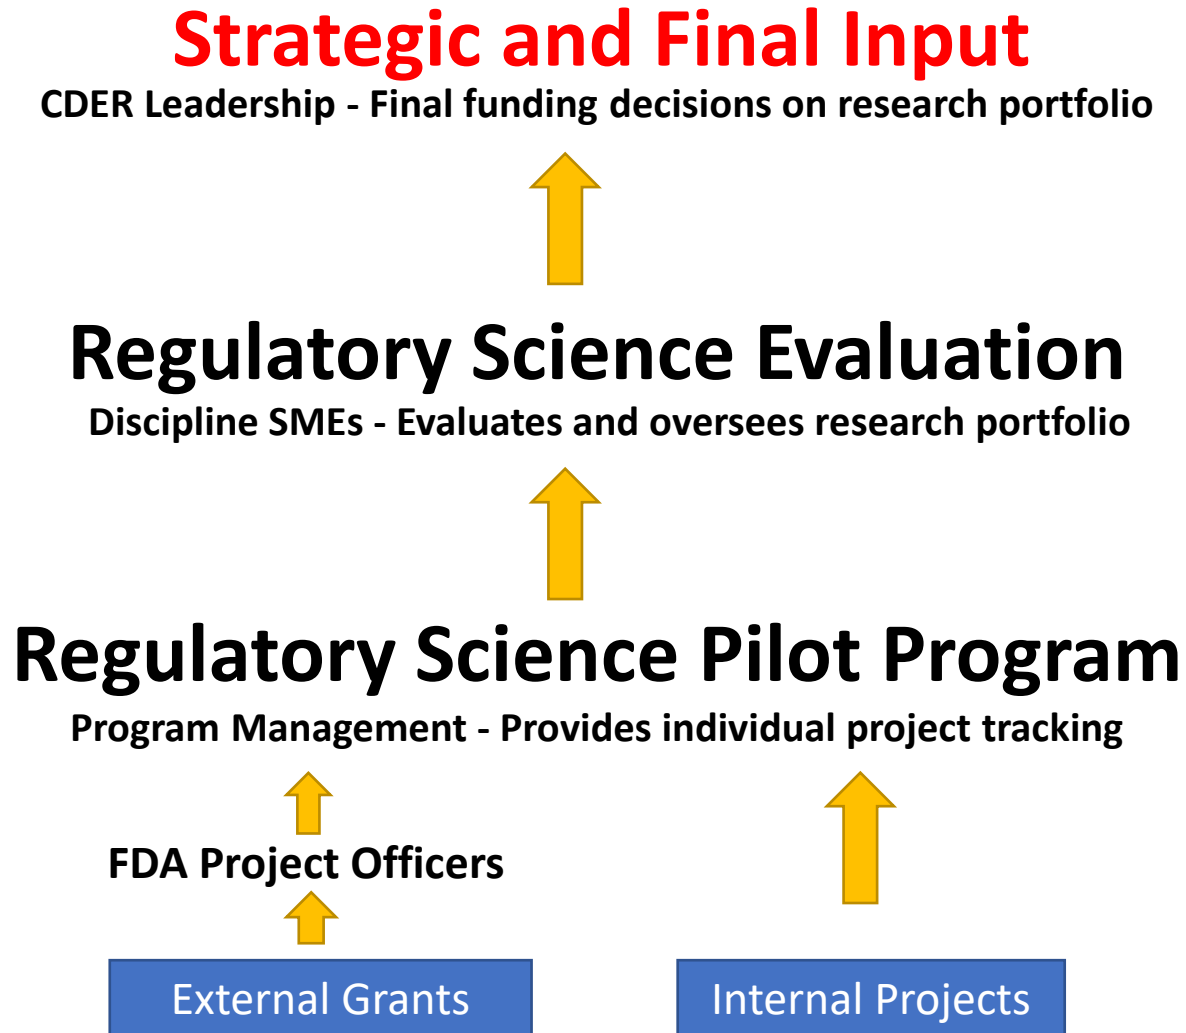 Strategic and Final Input
CDER Leadership - Final funding decisions on research portfolio
Regulatory Science Evaluation
Discipline SMEs - Evaluates and oversees research portfolio
Regulatory Science Pilot Program
Program Management - Provides individual project tracking
FDA Project Officers
External Grants
Internal Projects